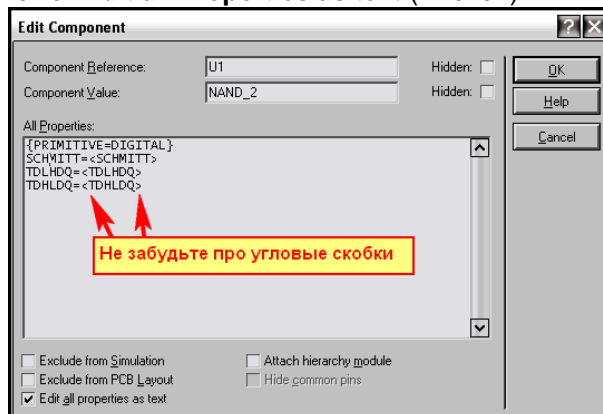 Edit Component
Component Reference: U1 Hidden:
OK
Component Value: NAND_2 Hidden:
Help
All Properties:
Cancel
{PRIMITIVE=DIGITAL}
SCHMITT=<SCHMITT>
TDLHDQ=<TDLHDQ>
TDHLDQ=<TDHLDQ>
Не забудьте про угловые скобки
Exclude from Simulation Attach hierarchy module
Exclude from PCB Layout Hide common pins
Edit all properties as text